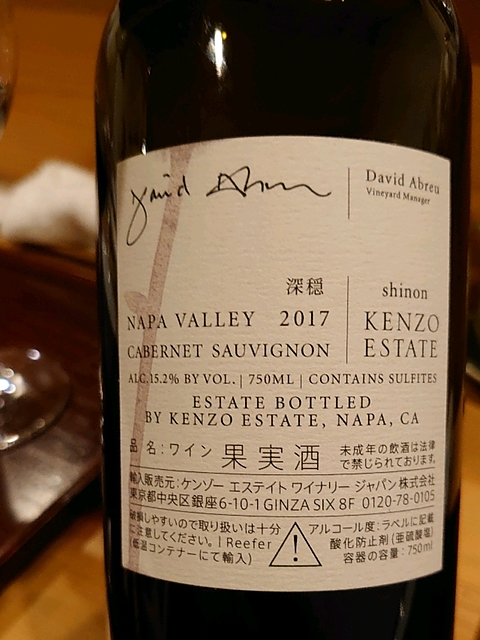 David Abreu
David Abreu
Vineyard Manager
深穏
shinon
NAPA VALLEY 2017
CABERNET SAUVIGNON
KENZO
ESTATE
ALC.15.2% BY VOL. | 750ML | CONTAINS SULFITES
ESTATE BOTTLED
BY KENZO ESTATE, NAPA, CA
品 名:ワイン 果実酒
未成年の飲酒は法律
で禁じられております。
輸入販売元:ケンゾー エステイト ワイナリー ジャパン株式会社
東京都中央区銀座6-10-1 GINZA SIX 8F 0120-78-0105
破損しやすいので取り扱いは十分
に注意してください。| Reefer
(低温コンテナーにて輸入)
!
アルコール度:ラベルに記載
酸化防止剤(亜硫酸塩)
容器の容量:750ml